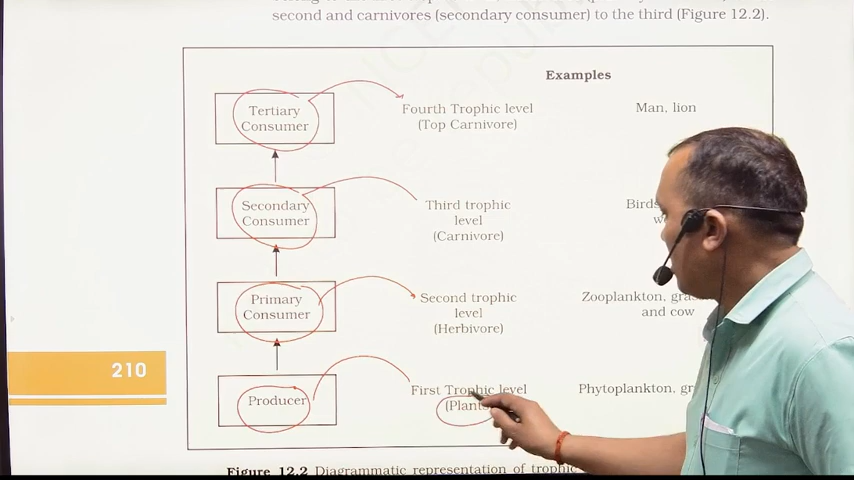 second and carnivores (secondary consumer) to the third (Figure 12.2).
Examples
Tertiary
Consumer
Fourth Trophic level
(Top Carnivore)
Man, lion
Secondary
Consumer
Third trophic
level
(Carnivore)
Birds
Primary
Consumer
Second trophic
level
(Herbivore)
Zooplankton,
and cow
210
Producer
First Trophic level
(Plants
Phytoplankton,
Figure 12.2 Diagrammatic representation of trophic